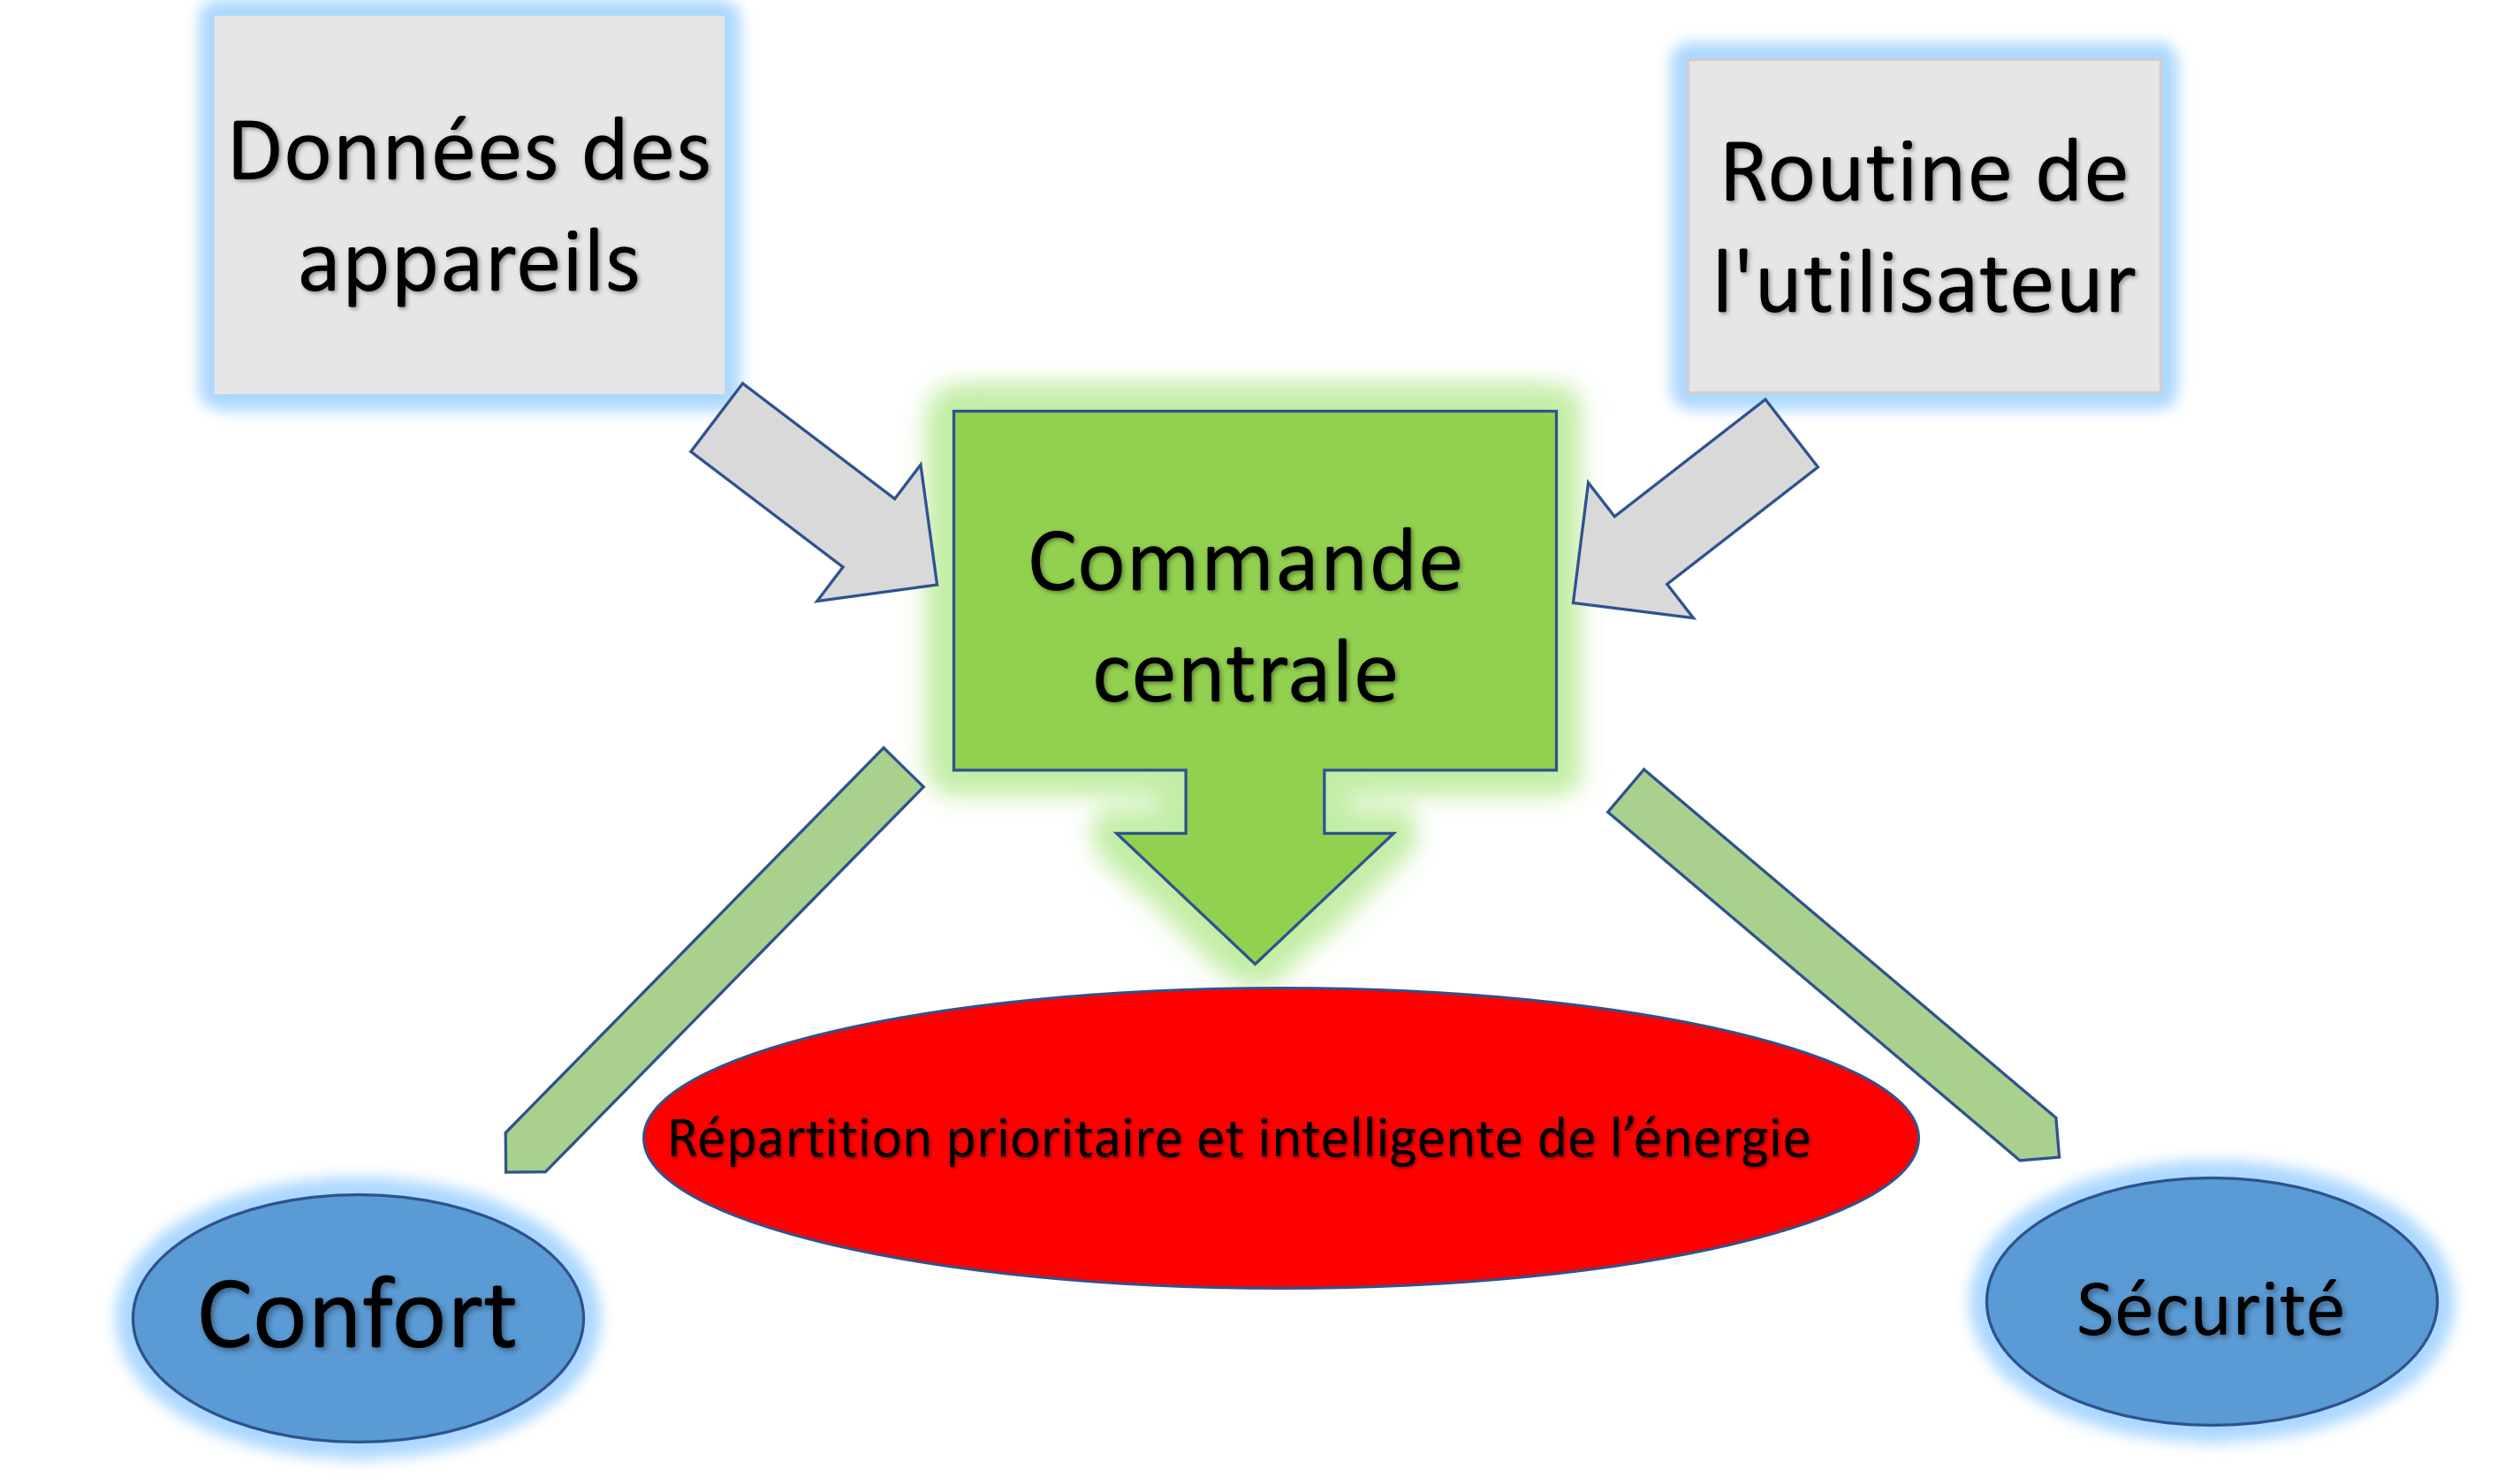 Données des
appareils
Routine de
l'utilisateur
Commande
centrale
Répartition prioritaire et intelligente de l’énergie
Confort
Sécurité